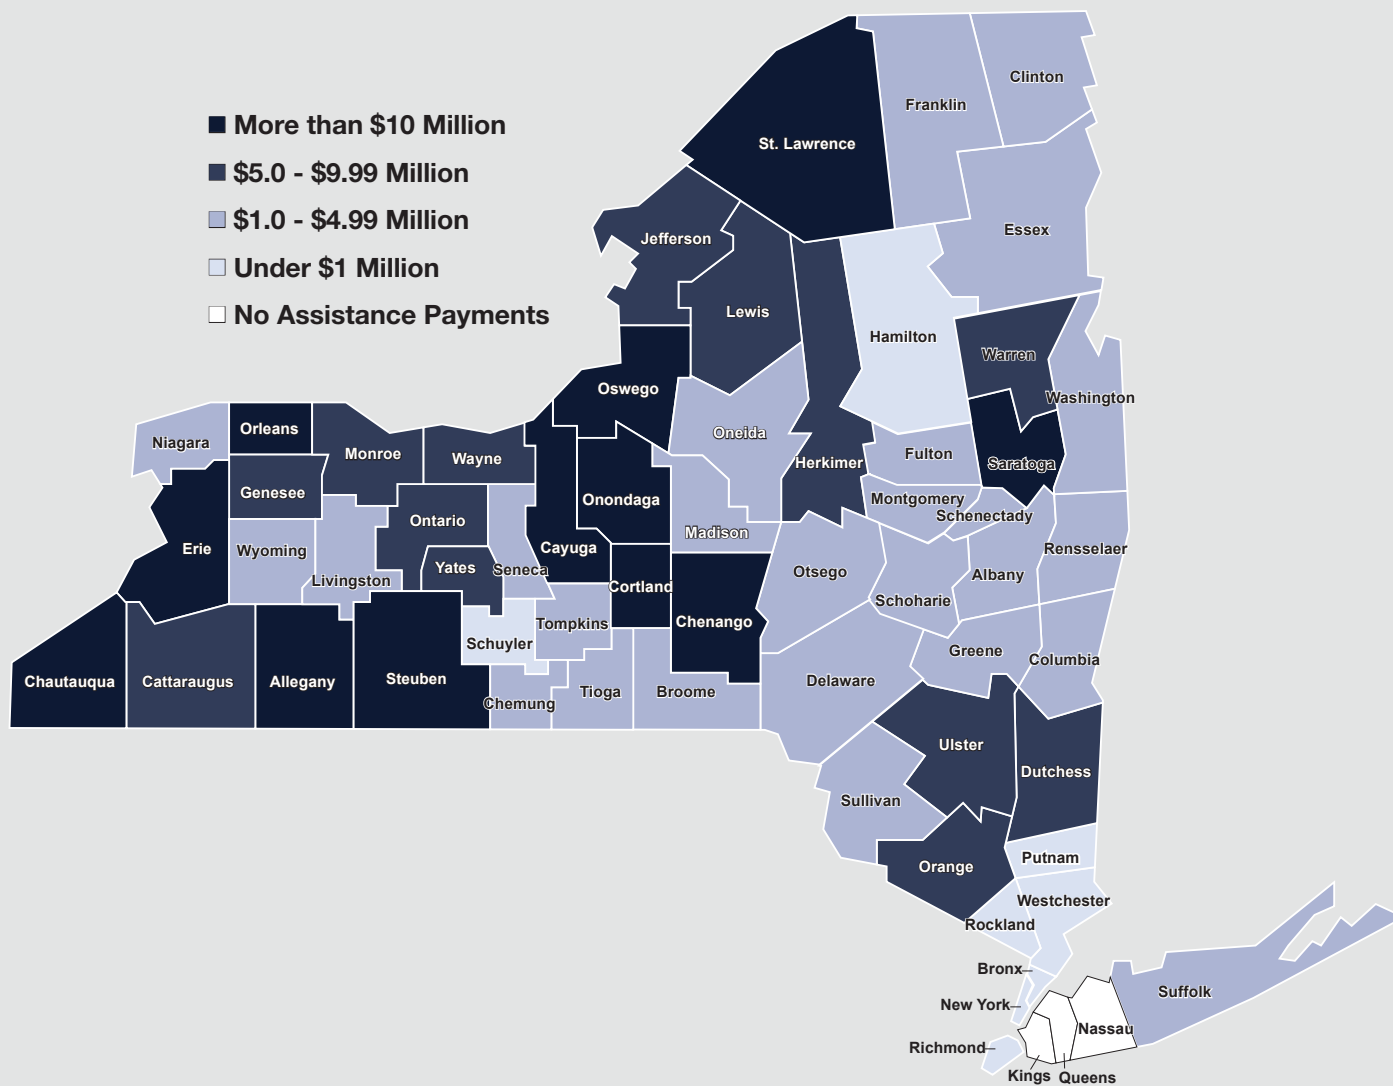 More than $10 Million
$5.0 - $9.99 Million
$1.0 - $4.99 Million
Under $1 Million
No Assistance Payments
Clinton
Franklin
St. Lawrence
Essex
Jefferson
Lewis
Hamilton
Warren
Oswego
Washington
Niagara
Orleans
Monroe
Wayne
Oneida
Herkimer
Fulton
Saratoga
Genesee
Onondaga
Montgomery
Schenectady
Ontario
Madison
Erie
Wyoming
Cayuga
Rensselaer
Livingston
Yates
Seneca
Otsego
Albany
Cortland
Schoharie
Chenango
Tompkins
Schuyler
Greene
Columbia
Chautauqua
Cattaraugus
Allegany
Steuben
Chemung
Tioga
Broome
Delaware
Ulster
Dutchess
Sullivan
Orange
Putnam
Westchester
Rockland
Bronx
New York
Suffolk
Nassau
Richmond
Kings
Queens